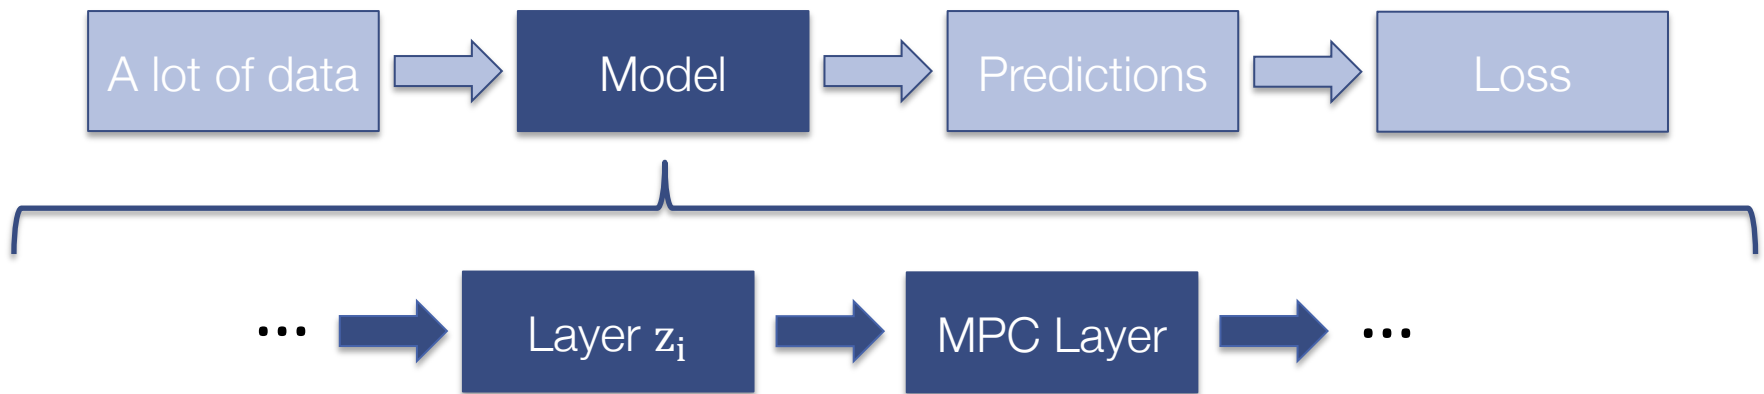 A lot of data
Model
Predictions
Loss
...
Layer zᵢ
MPC Layer
...